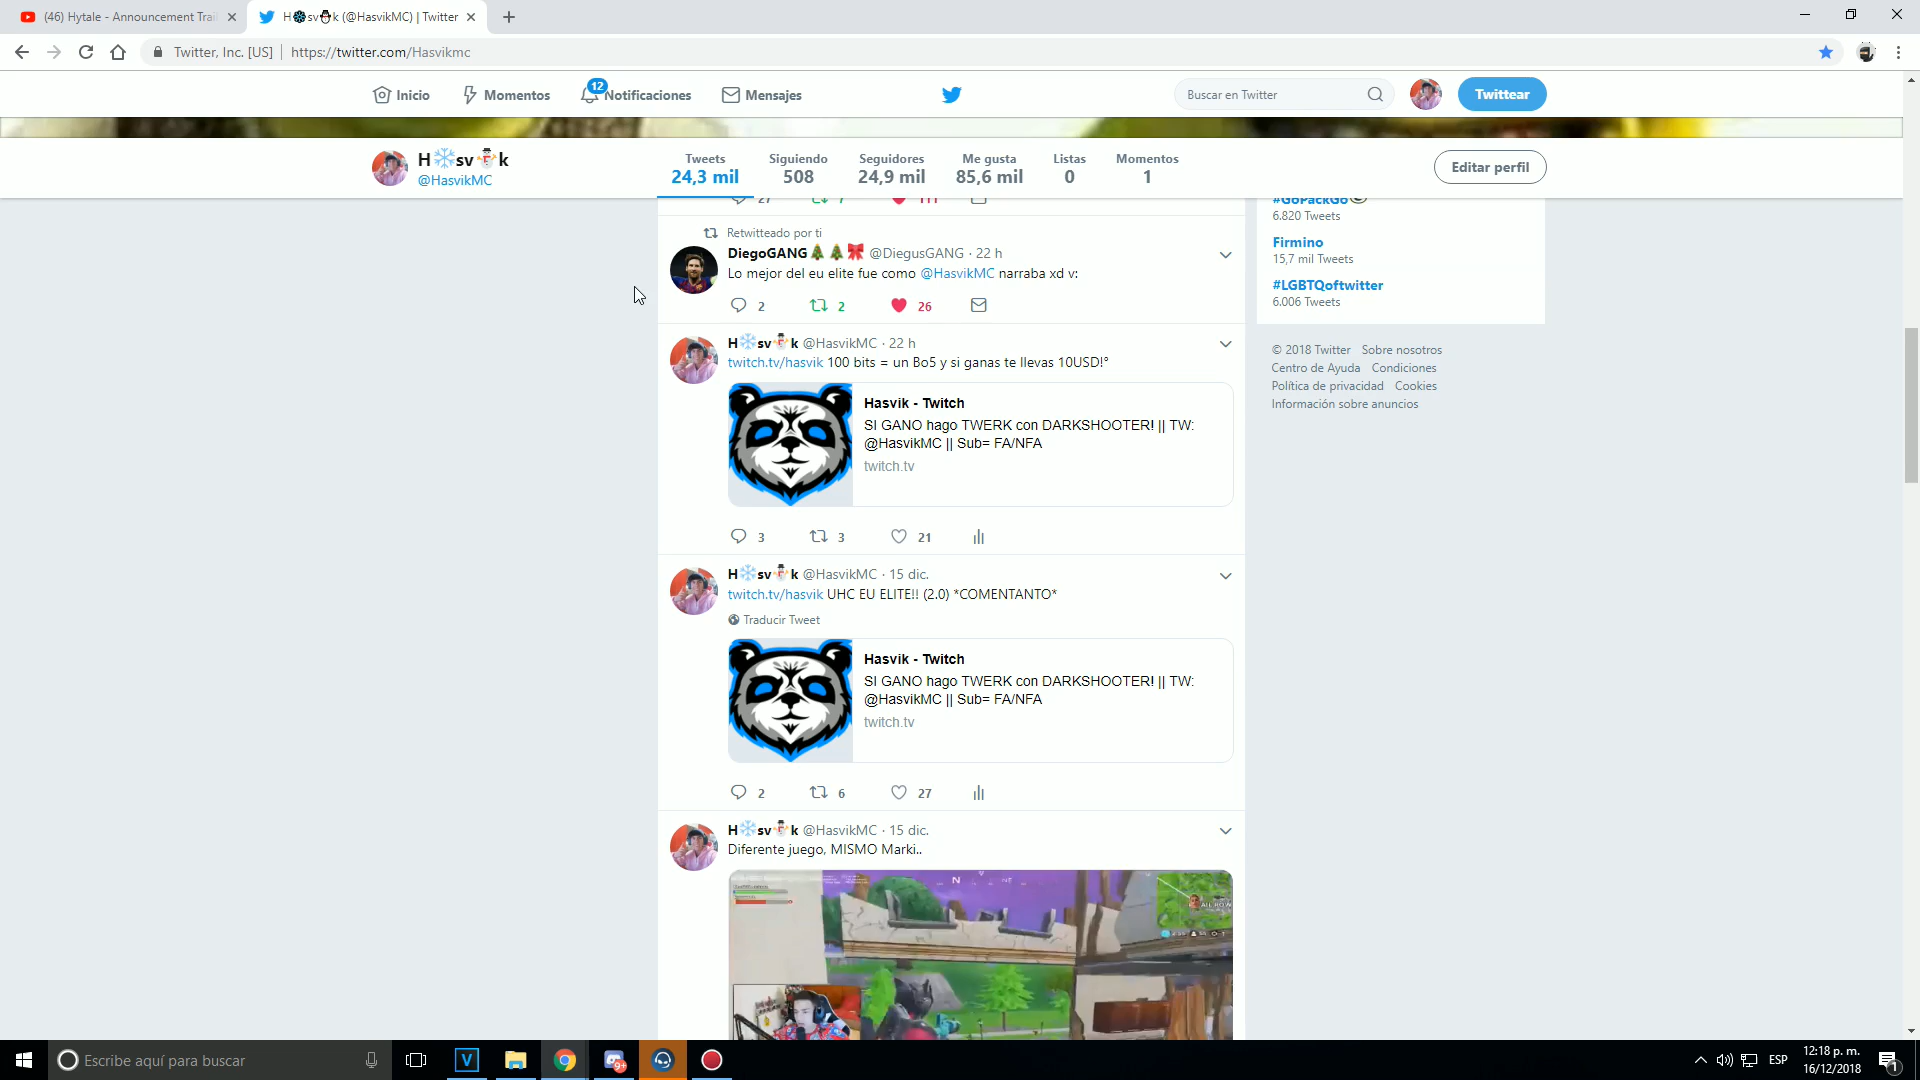 (46) Hytale - Announcement Trai
H❄sv⛄k (@HasvikMC) | Twitter
Twitter, Inc. [US]
https://twitter.com/Hasvikmc
Inicio
Momentos
12
Notificaciones
Mensajes
Buscar en Twitter
Twittear
H❄sv⛄k
@HasvikMC
Tweets
24,3 mil
Siguiendo
508
Seguidores
24,9 mil
Me gusta
85,6 mil
Listas
0
Momentos
1
Editar perfil
27 7 111
Retwitteado por ti
DiegoGANG🎄🎄🎀 @DiegusGANG · 22 h
Lo mejor del eu elite fue como @HasvikMC narraba xd v:
2 2 26
H❄sv⛄k @HasvikMC · 22 h
twitch.tv/hasvik 100 bits = un Bo5 y si ganas te llevas 10USD!°
Hasvik - Twitch
SI GANO hago TWERK con DARKSHOOTER! || TW:
@HasvikMC || Sub= FA/NFA
twitch.tv
3 3 21
H❄sv⛄k @HasvikMC · 15 dic.
twitch.tv/hasvik UHC EU ELITE!! (2.0) *COMENTANTO*
Traducir Tweet
Hasvik - Twitch
SI GANO hago TWERK con DARKSHOOTER! || TW:
@HasvikMC || Sub= FA/NFA
twitch.tv
2 6 27
H❄sv⛄k @HasvikMC · 15 dic.
Diferente juego, MISMO Marki..
N
NE
#GoPackGo
6.820 Tweets
Firmino
15,7 mil Tweets
#LGBTQoftwitter
6.006 Tweets
© 2018 Twitter Sobre nosotros
Centro de Ayuda Condiciones
Política de privacidad Cookies
Información sobre anuncios
Escribe aquí para buscar
V
9+
ESP
12:18 p. m.
16/12/2018
1